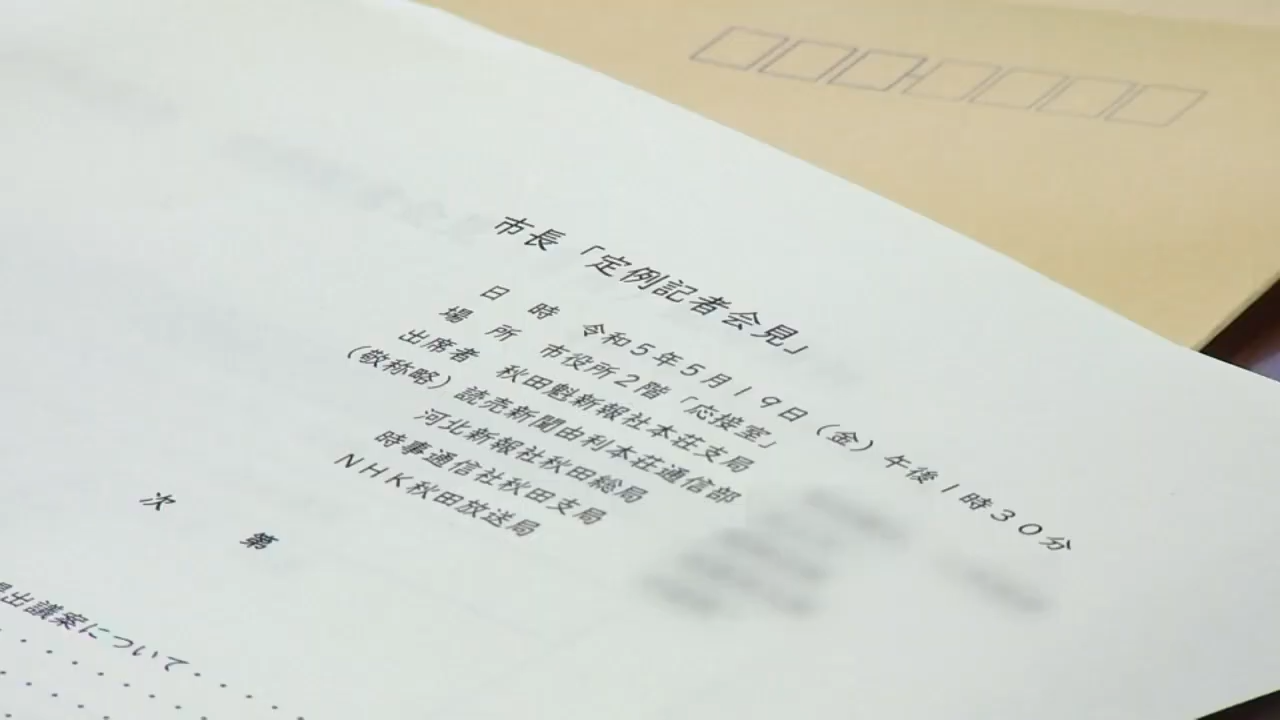 市長「定例記者会見」
日 時 令和5年5月19日（金）午後1時30分
場 所 市役所2階「応接室」
出席者 秋田魁新報社本荘支局
（敬称略）読売新聞由利本荘通信部
河北新報社秋田総局
時事通信社秋田支局
NHK秋田放送局
次 第
出議案について・・・・